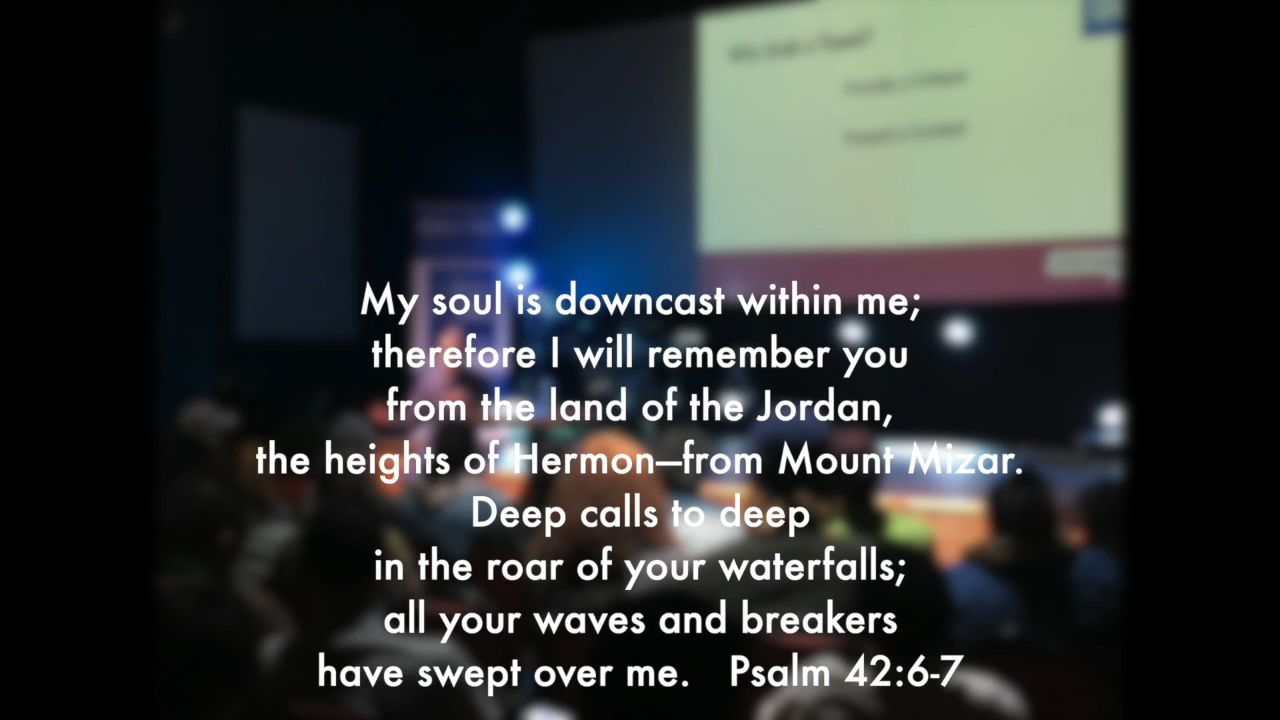 My soul is downcast within me;
therefore I will remember you
from the land of the Jordan,
the heights of Hermon—from Mount Mizar.
Deep calls to deep
in the roar of your waterfalls;
all your waves and breakers
have swept over me. Psalm 42:6-7